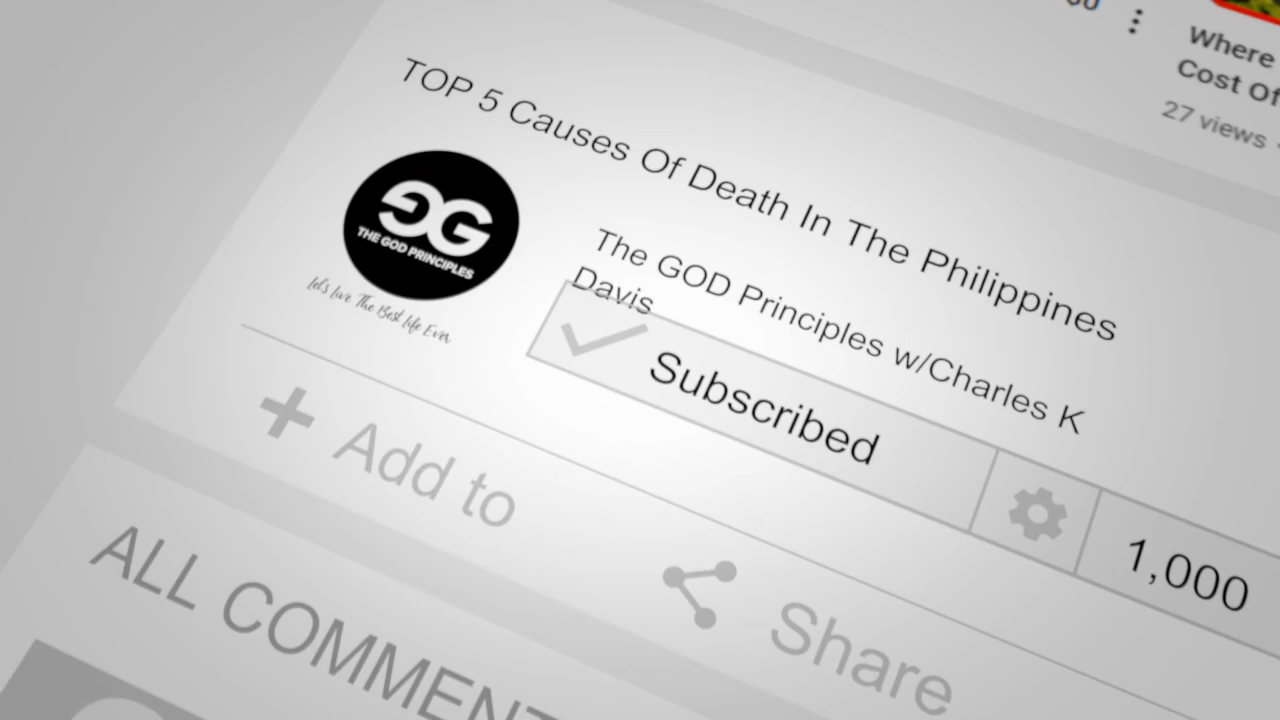 Where
Cost Of
27 views
TOP 5 Causes Of Death In The Philippines
GG
THE GOD PRINCIPLES
Let's Live The Best Life Ever
The GOD Principles w/Charles K
Davis
Subscribed
1,000
Add to
Share
ALL COMMENT